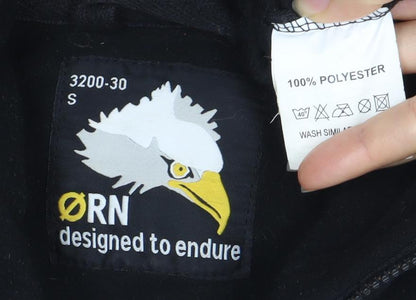 3200-30
S
ØRN
designed to endure
100% POLYESTER
40°
WASH SIMILAR